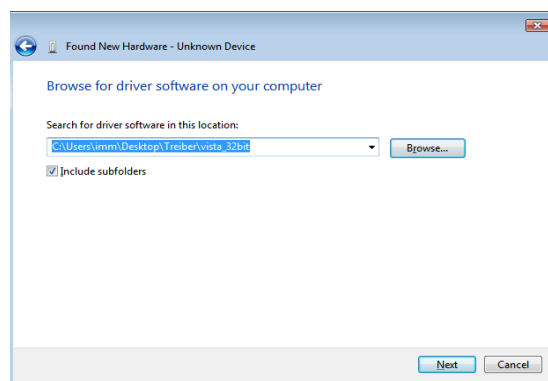 Found New Hardware - Unknown Device
Browse for driver software on your computer
Search for driver software in this location:
C:\Users\imm\Desktop\Treiber\vista_32bit
Browse...
Include subfolders
Next
Cancel